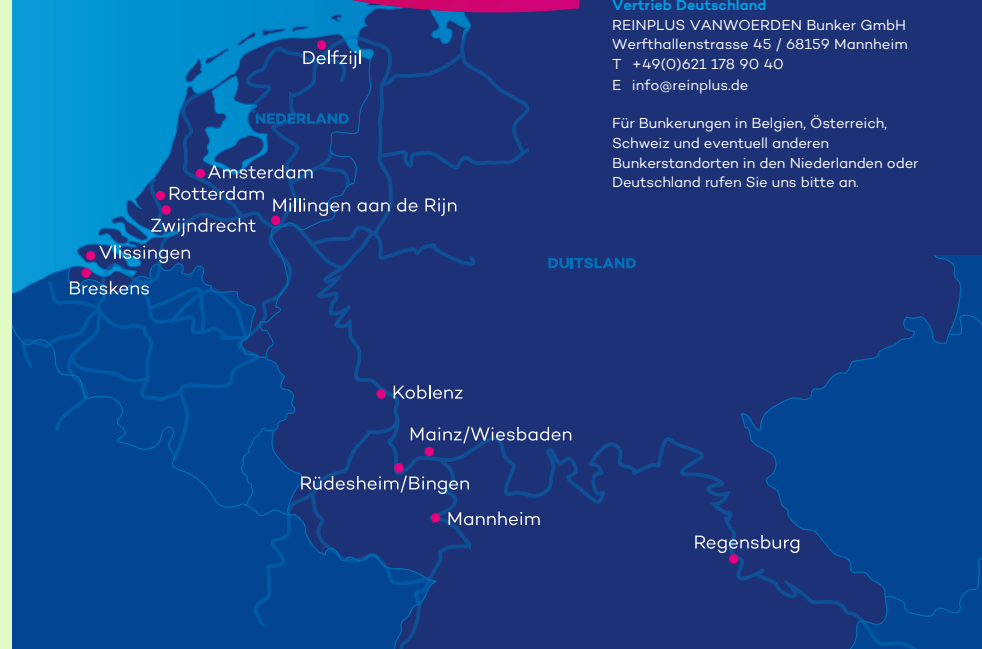 Vertrieb Deutschland
REINPLUS VANWOERDEN Bunker GmbH
Werfthallenstrasse 45 / 68159 Mannheim
T +49(0)621 178 90 40
E info@reinplus.de
Für Bunkerungen in Belgien, Österreich,
Schweiz und eventuell anderen
Bunkerstandorten in den Niederlanden oder
Deutschland rufen Sie uns bitte an.
Delfzijl
NEDERLAND
Amsterdam
Rotterdam
Millingen aan de Rijn
Zwijndrecht
Vlissingen
DUITSLAND
Breskens
Koblenz
Mainz/Wiesbaden
Rüdesheim/Bingen
Mannheim
Regensburg